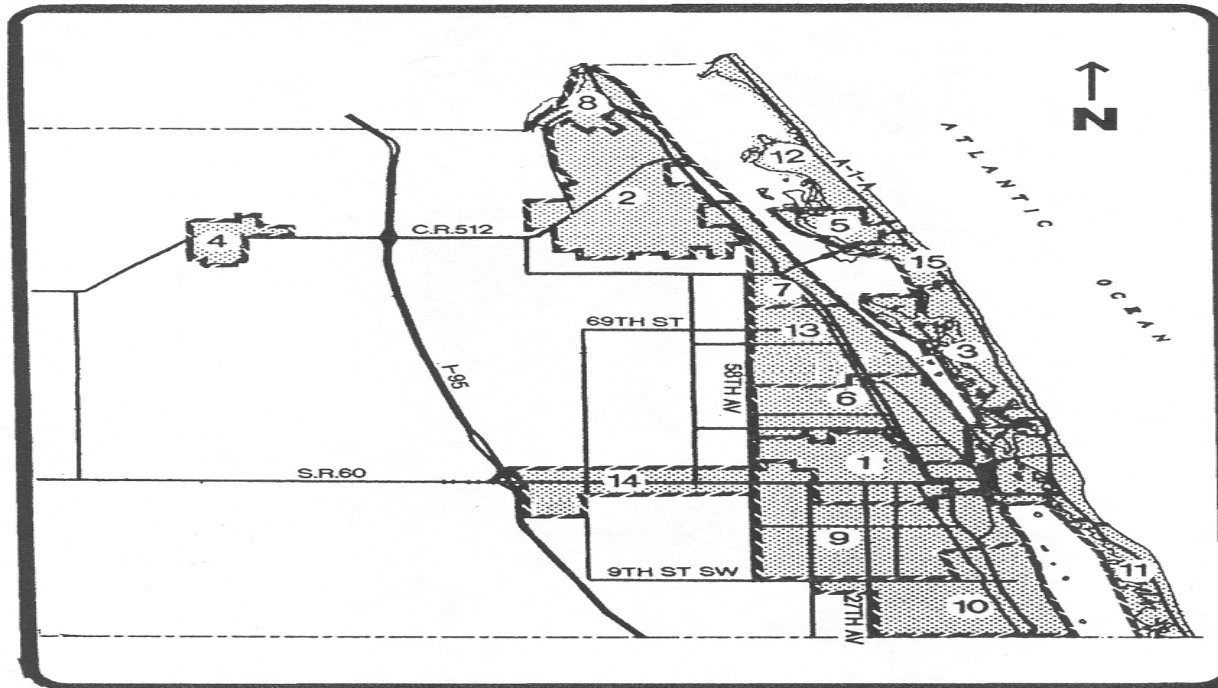 8
N
ATLANTIC
12
A-1-A
2
5
C.R.512
4
15
OCEAN
7
69TH ST
13
3
I-95
58TH AV
6
1
S.R.60
14
9
9TH ST SW
11
27TH AV
10